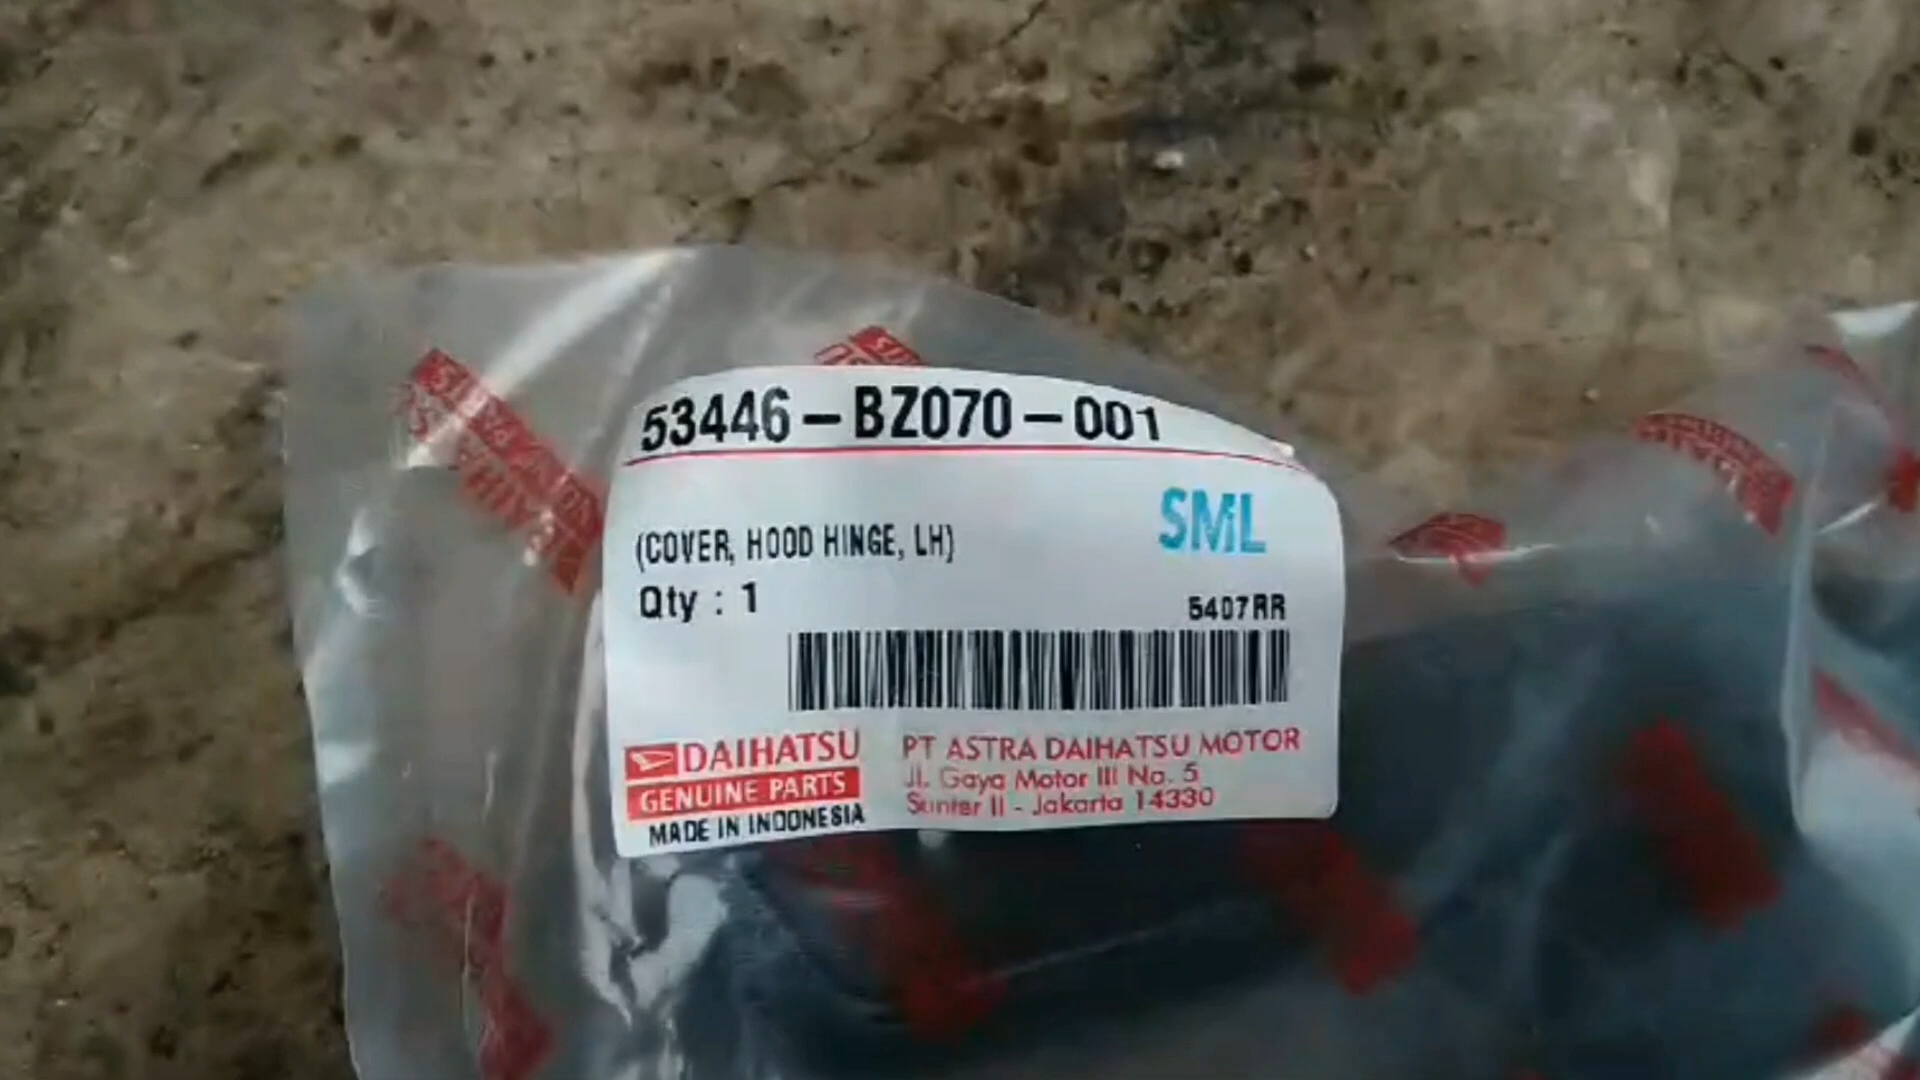 53446-BZ070-001
(COVER, HOOD HINGE, LH)
SML
Qty : 1
5407RR
DAIHATSU
GENUINE PARTS
MADE IN INDONESIA
PT ASTRA DAIHATSU MOTOR
Jl. Gaya Motor III No. 5
Sunter II - Jakarta 14330